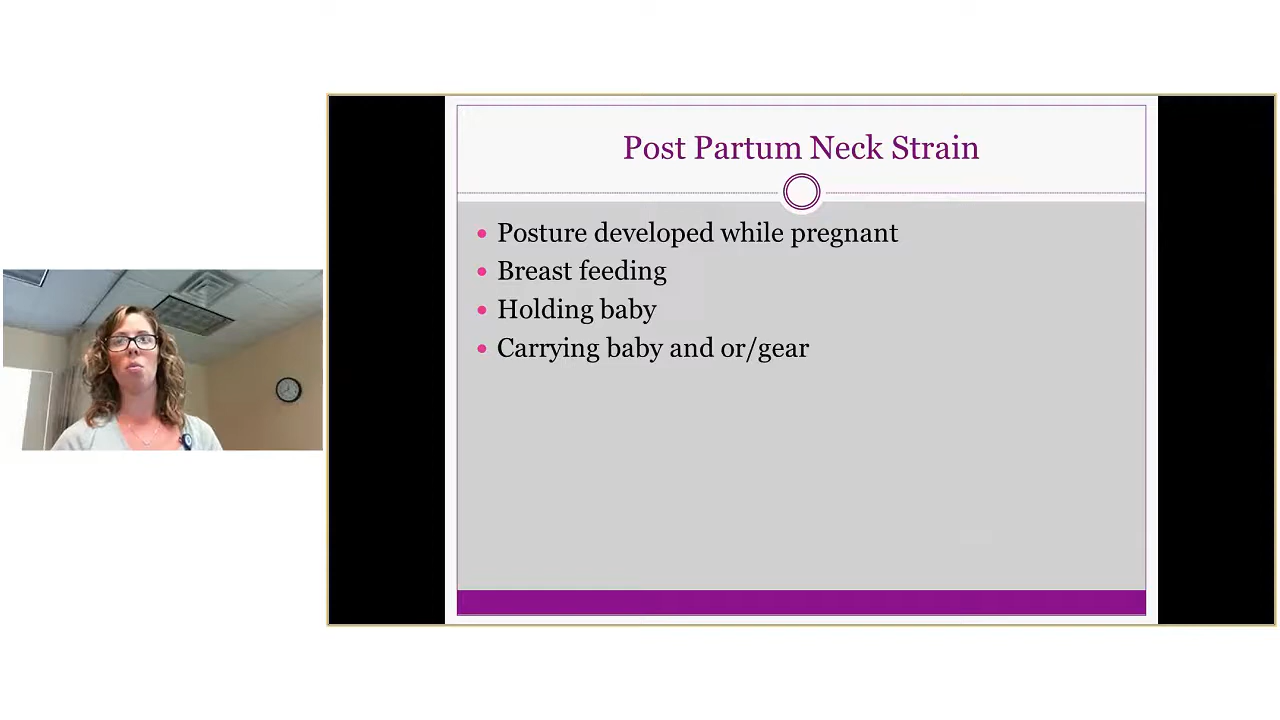 Post Partum Neck Strain
Posture developed while pregnant
Breast feeding
Holding baby
Carrying baby and or/gear